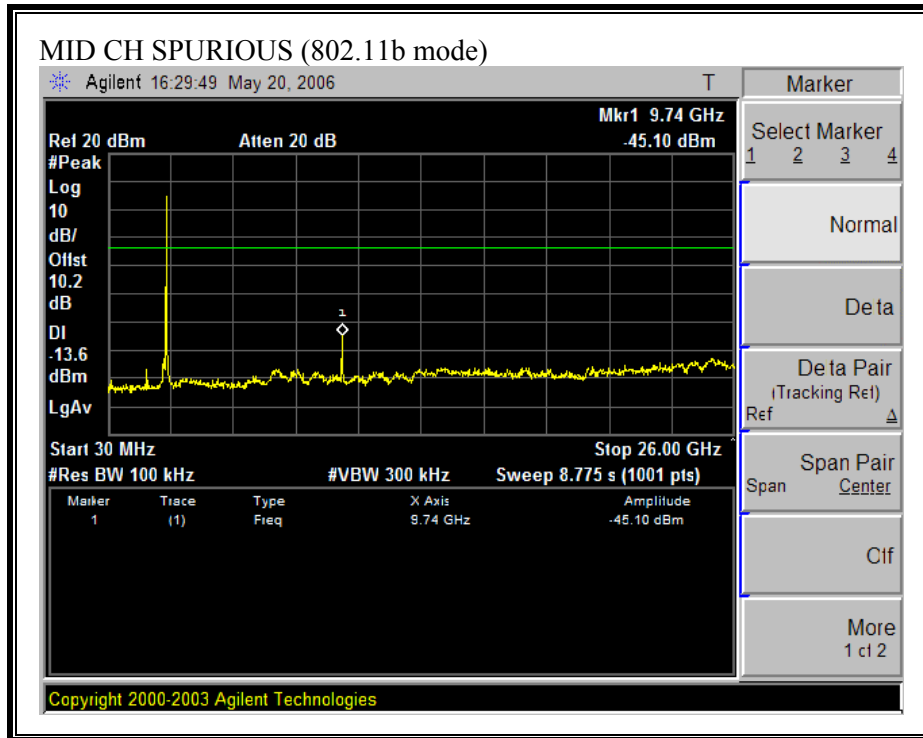 MID CH SPURIOUS (802.11b mode)
Agilent 16:29:49 May 20, 2006 T
Mkr1 9.74 GHz
Ref 20 dBm Atten 20 dB -45.10 dBm
#Peak
Log
10
dB/
Offst
10.2
dB
DI
-13.6
dBm
LgAv
1
Start 30 MHz Stop 26.00 GHz
#Res BW 100 kHz #VBW 300 kHz Sweep 8.775 s (1001 pts)
Marker Trace Type X Axis Amplitude
1 (1) Freq 9.74 GHz -45.10 dBm
Copyright 2000-2003 Agilent Technologies
Marker
Select Marker
1 2 3 4
Normal
Delta
Delta Pair
(Tracking Ref)
Ref Δ
Span Pair
Span Center
Off
More
1 of 2